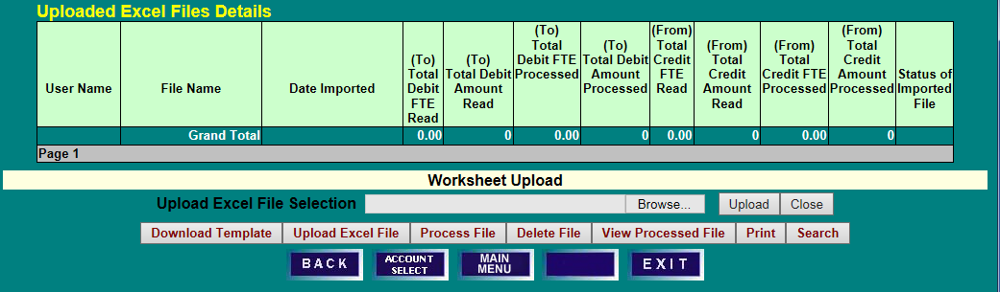 Uploaded Excel Files Details
User Name
File Name
Date Imported
(To)
Total
Debit
FTE
Read
(To)
Total Debit
Amount
Read
(To)
Total
Debit FTE
Processed
(To)
Total Debit
Amount
Processed
(From)
Total
Credit
FTE
Read
(From)
Total
Credit
Amount
Read
(From)
Total
Credit FTE
Processed
(From)
Total
Credit
Amount
Processed
Status of
Imported
File
Grand Total 0.00 0 0.00 0 0.00 0 0.00 0
Page 1
Worksheet Upload
Upload Excel File Selection Browse... Upload Close
Download Template Upload Excel File Process File Delete File View Processed File Print Search
BACK
ACCOUNT
SELECT
MAIN
MENU
EXIT